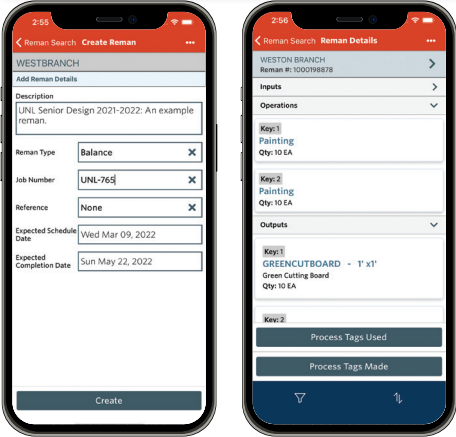 2:55
Reman Search Create Reman
WESTBRANCH
Add Reman Details
Description
UNL Senior Design 2021-2022: An example
reman.
Reman Type Balance
Job Number UNL-765
Reference None
Expected Schedule
Date Wed Mar 09, 2022
Expected
Completion Date Sun May 22, 2022
Create
2:56
Reman Search Reman Details
WESTON BRANCH
Reman #: 1000198878
Inputs
Operations
Key: 1
Painting
Qty: 10 EA
Key: 2
Painting
Qty: 10 EA
Outputs
Key: 1
GREENCUTBOARD - 1' x1'
Green Cutting Board
Qty: 10 EA
Key: 2
Process Tags Used
Process Tags Made